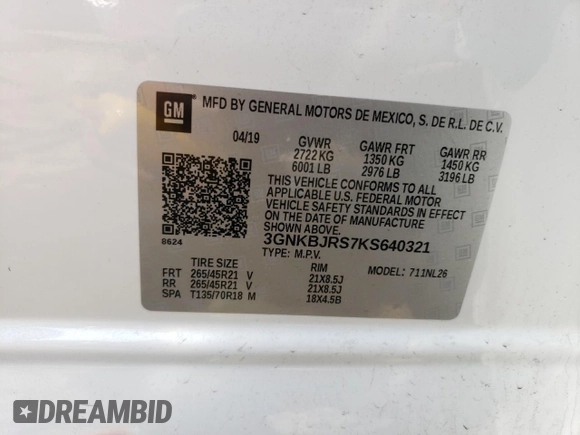 GM
MFD BY GENERAL MOTORS DE MEXICO, S. DE R.L. DE C.V.
04/19 GVWR GAWR FRT GAWR RR
2722 KG 1350 KG 1450 KG
6001 LB 2976 LB 3196 LB
THIS VEHICLE CONFORMS TO ALL
APPLICABLE U.S. FEDERAL MOTOR
VEHICLE SAFETY STANDARDS IN EFFECT
ON THE DATE OF MANUFACTURE
SHOWN ABOVE.
8624
3GNKBJRS7KS640321
TYPE: M.P.V. MODEL: 711NL26
TIRE SIZE RIM
FRT 265/45R21 V 21X8.5J
RR 265/45R21 V 21X8.5J
SPA T135/70R18 M 18X4.5B
DREAMBID